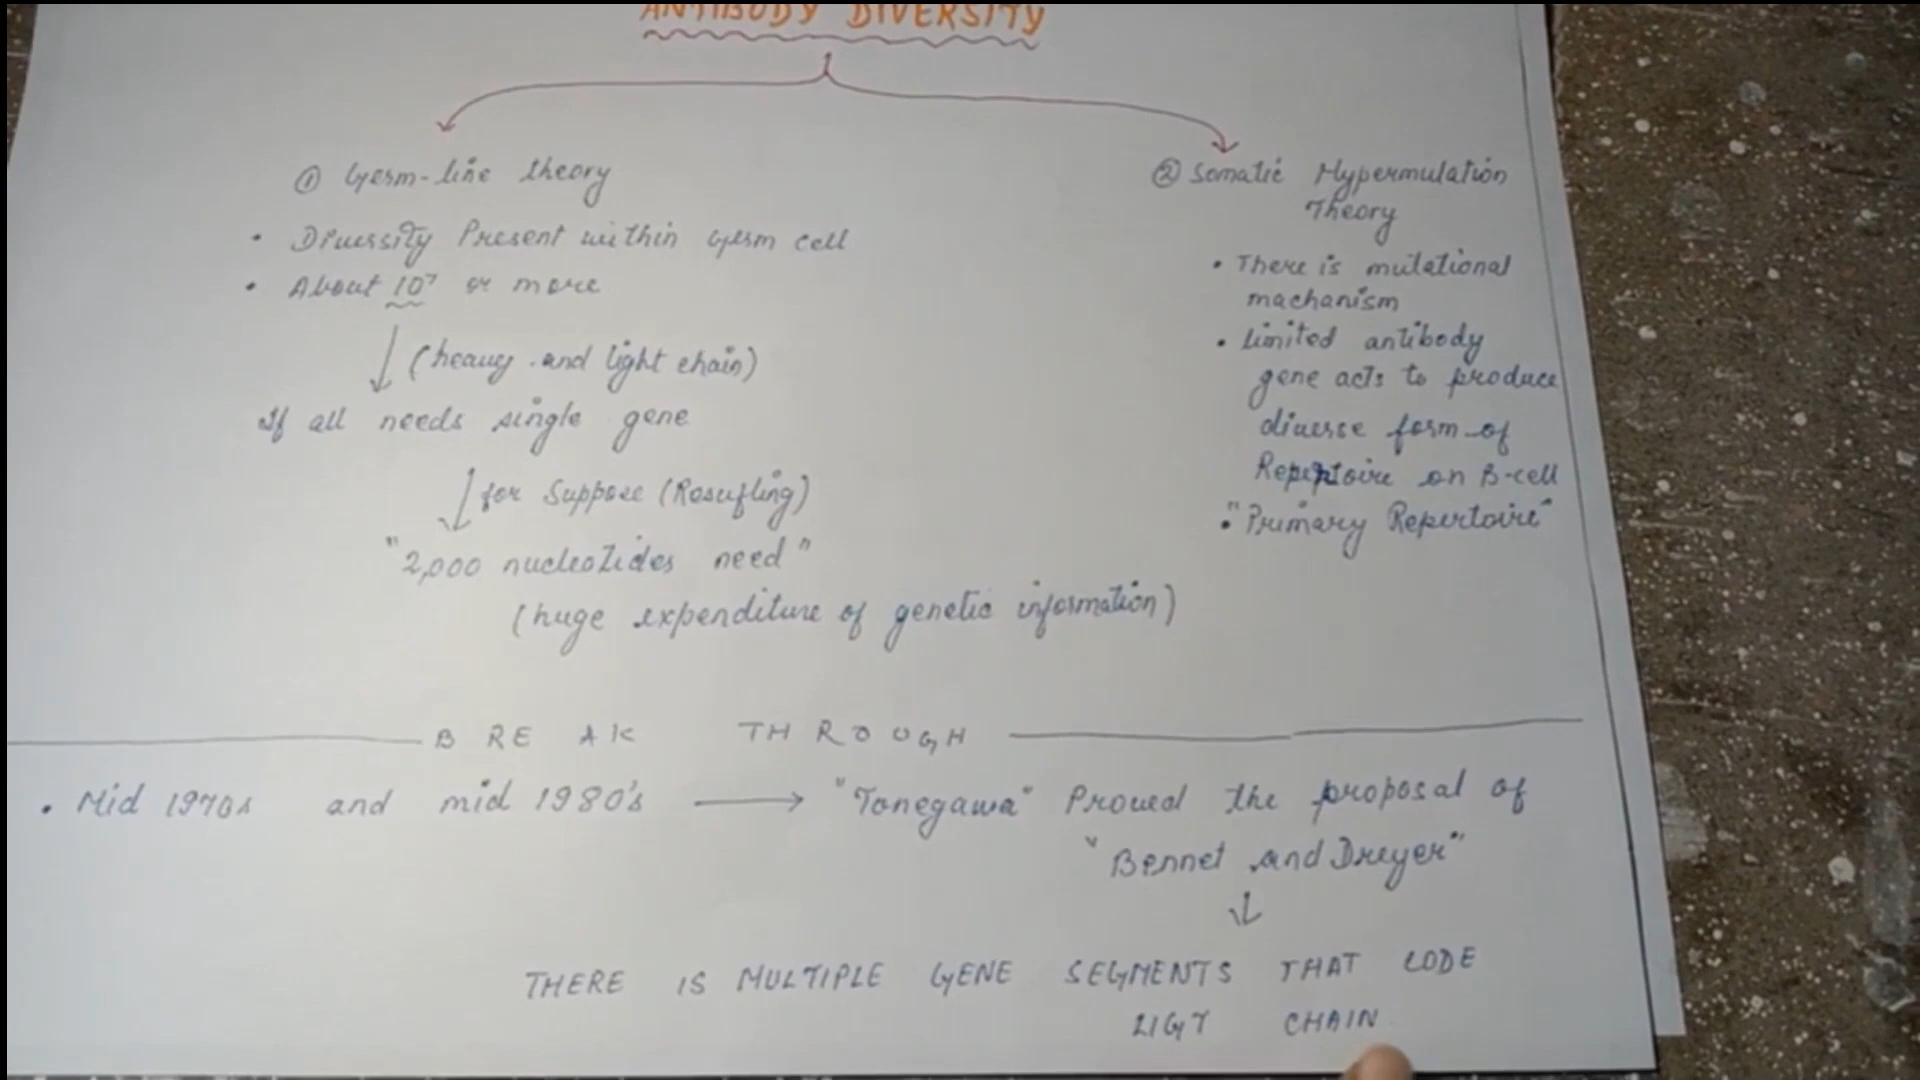 ANTIBODY DIVERSITY
① Germ-line theory
• Diversity Present within Germ cell
• About 10⁷ or more
(heavy and light chain)
If all needs single gene
for Suppose (Resufling)
"2,000 nucleotides need"
(huge expenditure of genetic information)
② Somatic Hypermutation
Theory
• There is mutational
machanism
• limited antibody
gene acts to produce
diverse form of
Repertoire on B-cell
• "Primary Repertoire"
BREAK THROUGH
• Mid 1970s and mid 1980's → "Tonegawa" Proved the proposal of
"Bennet and Dreyer"
THERE IS MULTIPLE GENE SEGMENTS THAT CODE
LIGT CHAIN